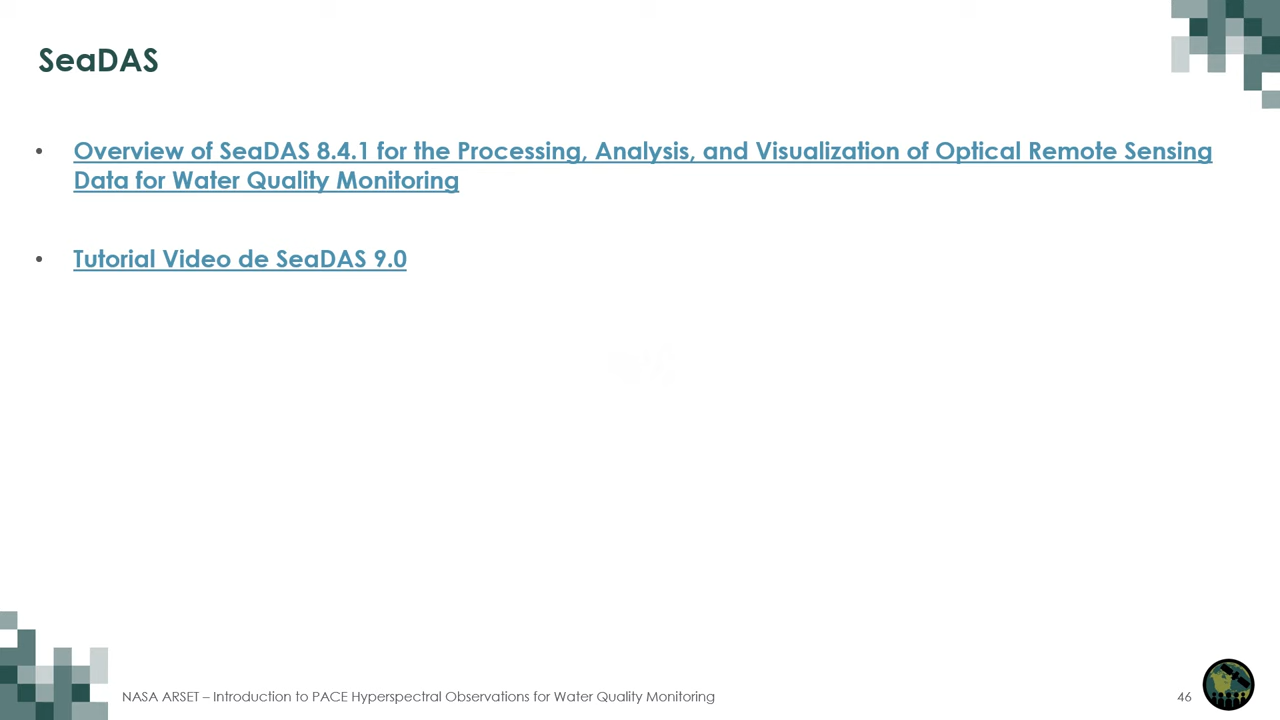 SeaDAS
• Overview of SeaDAS 8.4.1 for the Processing, Analysis, and Visualization of Optical Remote Sensing
Data for Water Quality Monitoring
• Tutorial Video de SeaDAS 9.0
NASA ARSET – Introduction to PACE Hyperspectral Observations for Water Quality Monitoring
46